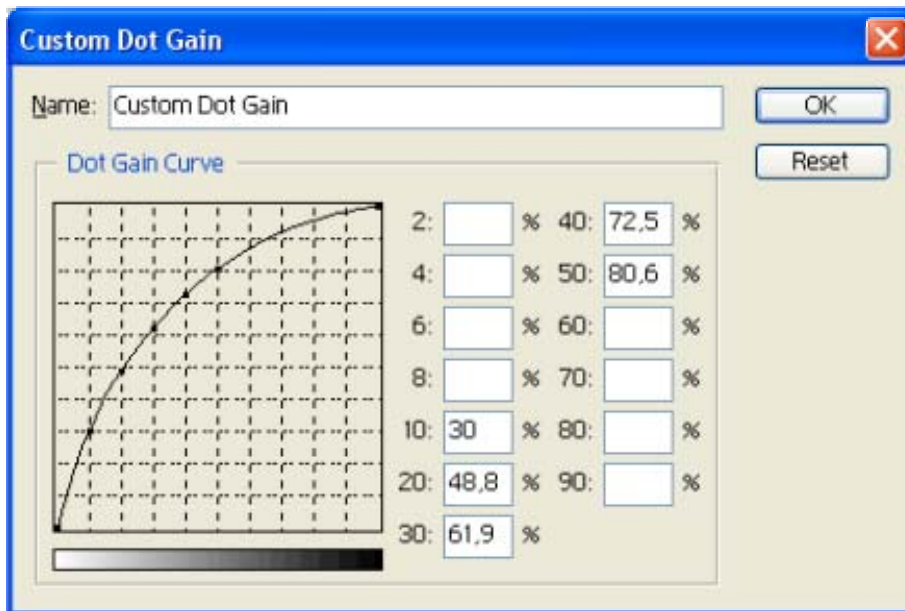 Custom Dot Gain
Name: Custom Dot Gain OK
Dot Gain Curve Reset
2: % 40: 72,5 %
4: % 50: 80,6 %
6: % 60: %
8: % 70: %
10: 30 % 80: %
20: 48,8 % 90: %
30: 61,9 %